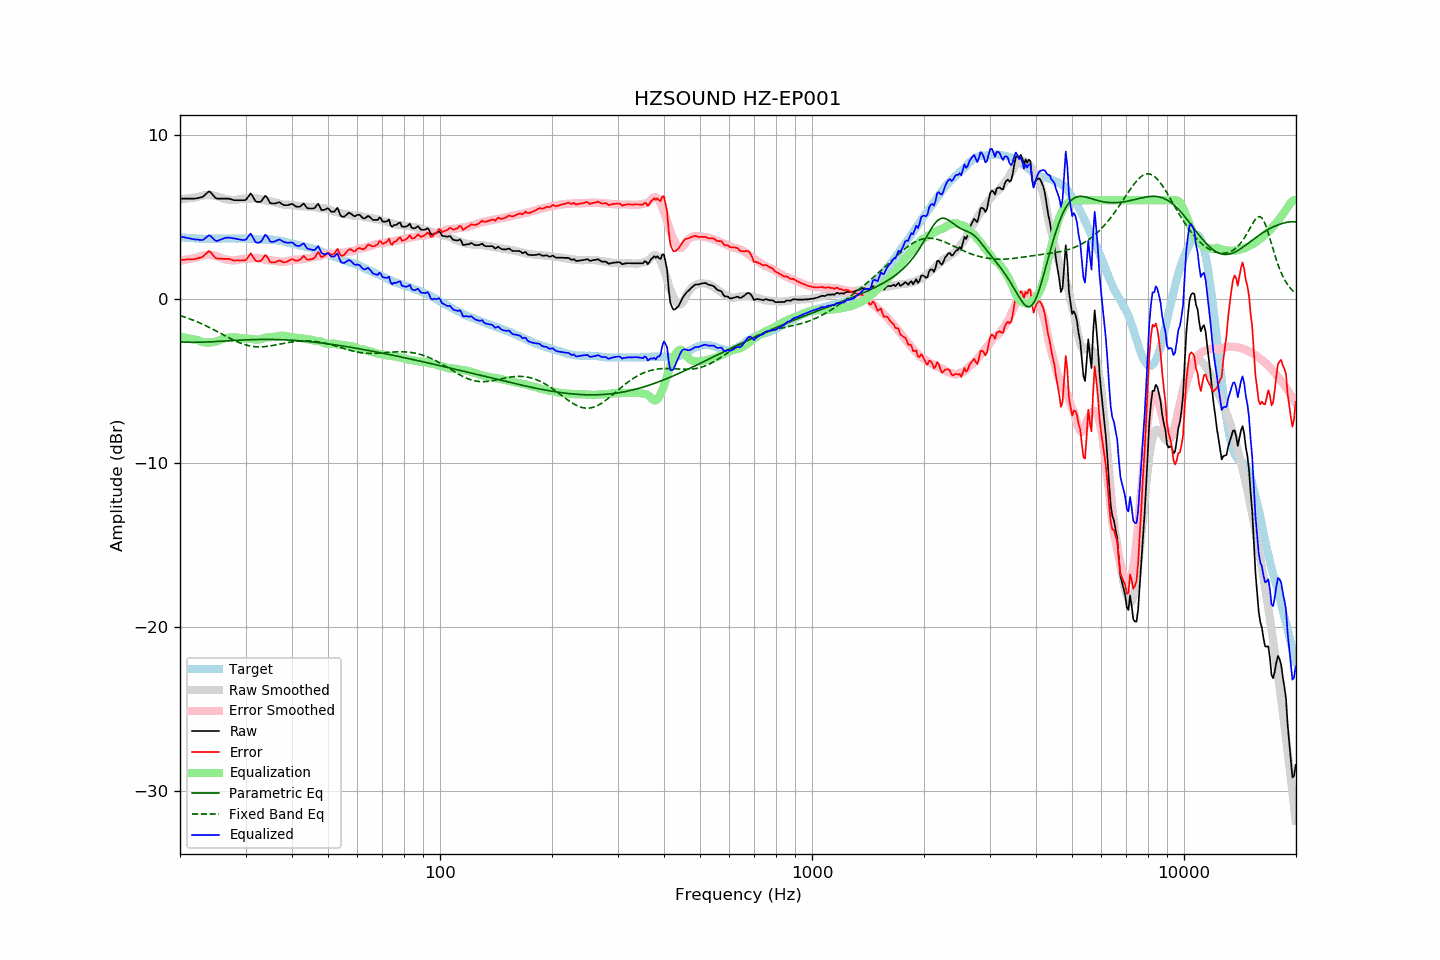 HZSOUND HZ-EP001
10
0
−10
−20
−30
Amplitude (dBr)
Target
Raw Smoothed
Error Smoothed
Raw
Error
Equalization
Parametric Eq
Fixed Band Eq
Equalized
100 1000 10000
Frequency (Hz)